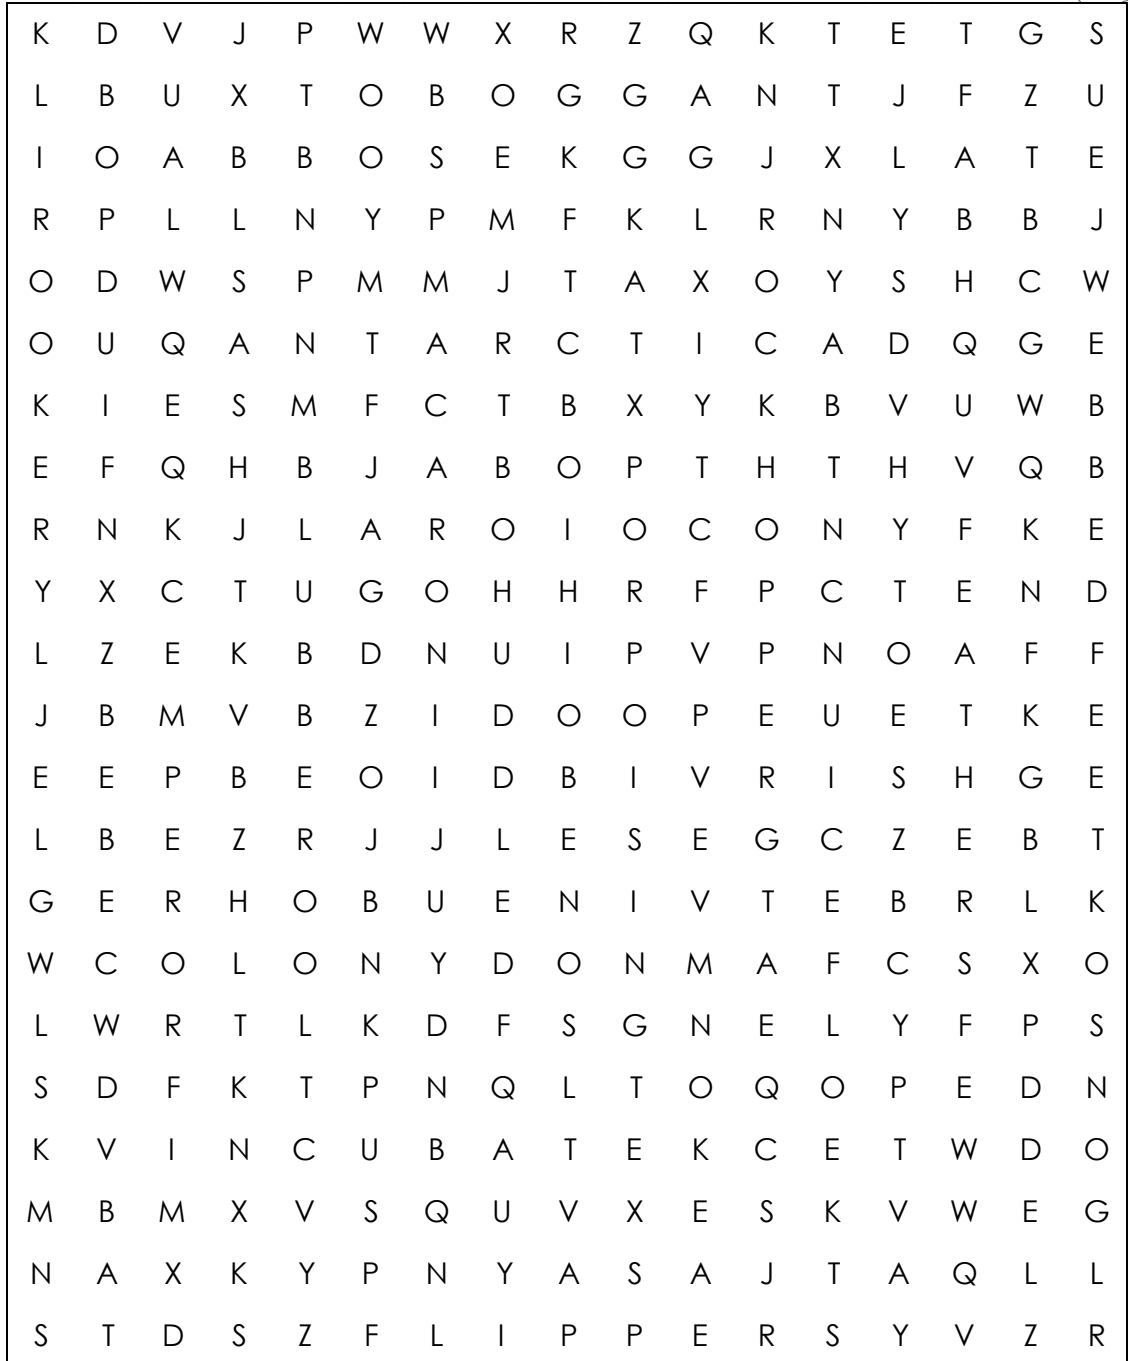 K D V J P W W X R Z Q K T E T G S
L B U X T O B O G G A N T J F Z U
I O A B B O S E K G G J X L A T E
R P L L N Y P M F K L R N Y B B J
O D W S P M M J T A X O Y S H C W
O U Q A N T A R C T I C A D Q G E
K I E S M F C T B X Y K B V U W B
E F Q H B J A B O P T H T H V Q B
R N K J L A R O I O C O N Y F K E
Y X C T U G O H H R F P C T E N D
L Z E K B D N U I P V P N O A F F
J B M V B Z I D O O P E U E T K E
E E P B E O I D B I V R I S H G E
L B E Z R J J L E S E G C Z E B T
G E R H O B U E N I V T E B R L K
W C O L O N Y D O N M A F C S X O
L W R T L K D F S G N E L Y F P S
S D F K T P N Q L T O Q O P E D N
K V I N C U B A T E K C E T W D O
M B M X V S Q U V X E S K V W E G
N A X K Y P N Y A S A J T A Q L L
S T D S Z F L I P P E R S Y V Z R